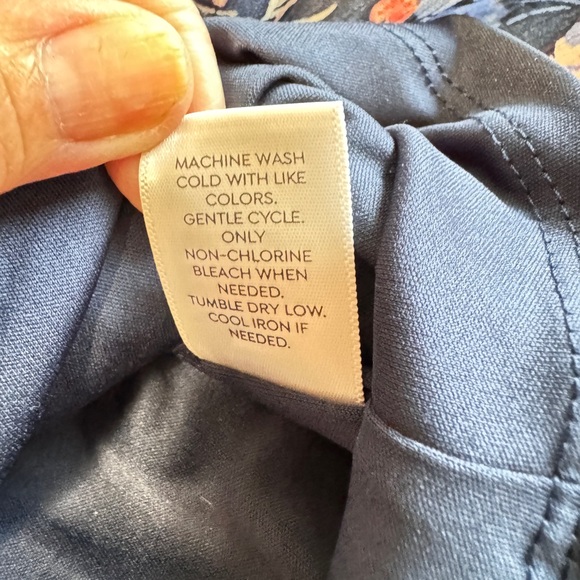 MACHINE WASH
COLD WITH LIKE
COLORS.
GENTLE CYCLE.
ONLY
NON-CHLORINE
BLEACH WHEN
NEEDED.
TUMBLE DRY LOW.
COOL IRON IF
NEEDED.